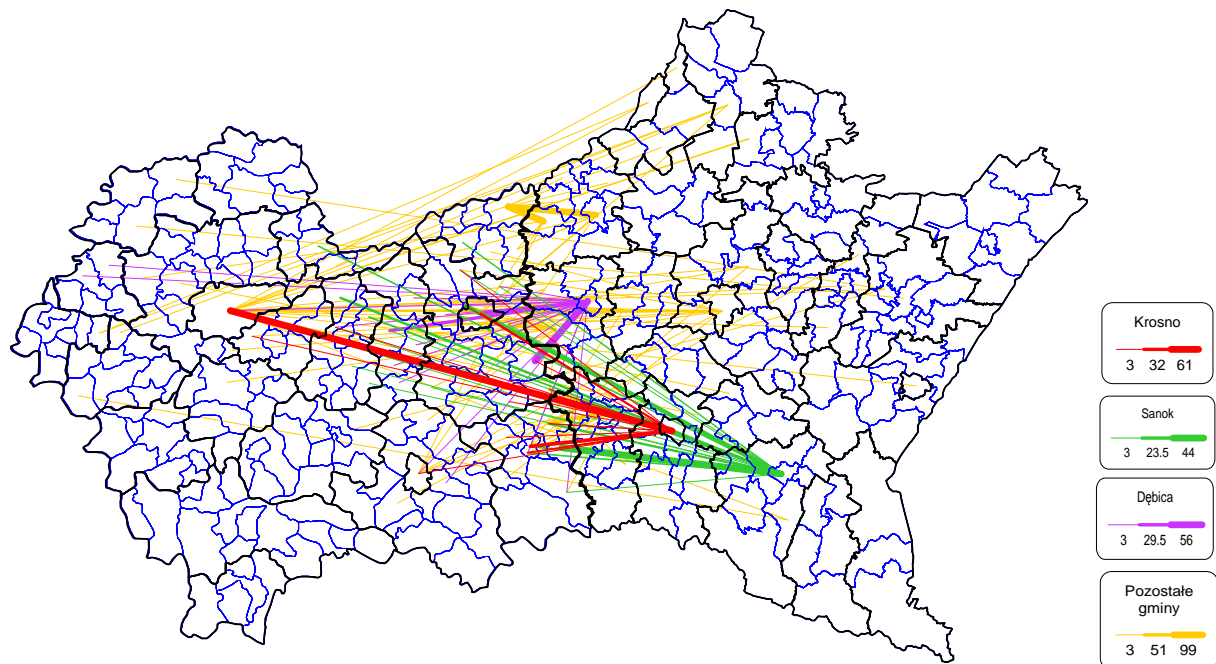 Krosno
3 32 61
Sanok
3 23.5 44
Dębica
3 29.5 56
Pozostałe
gminy
3 51 99